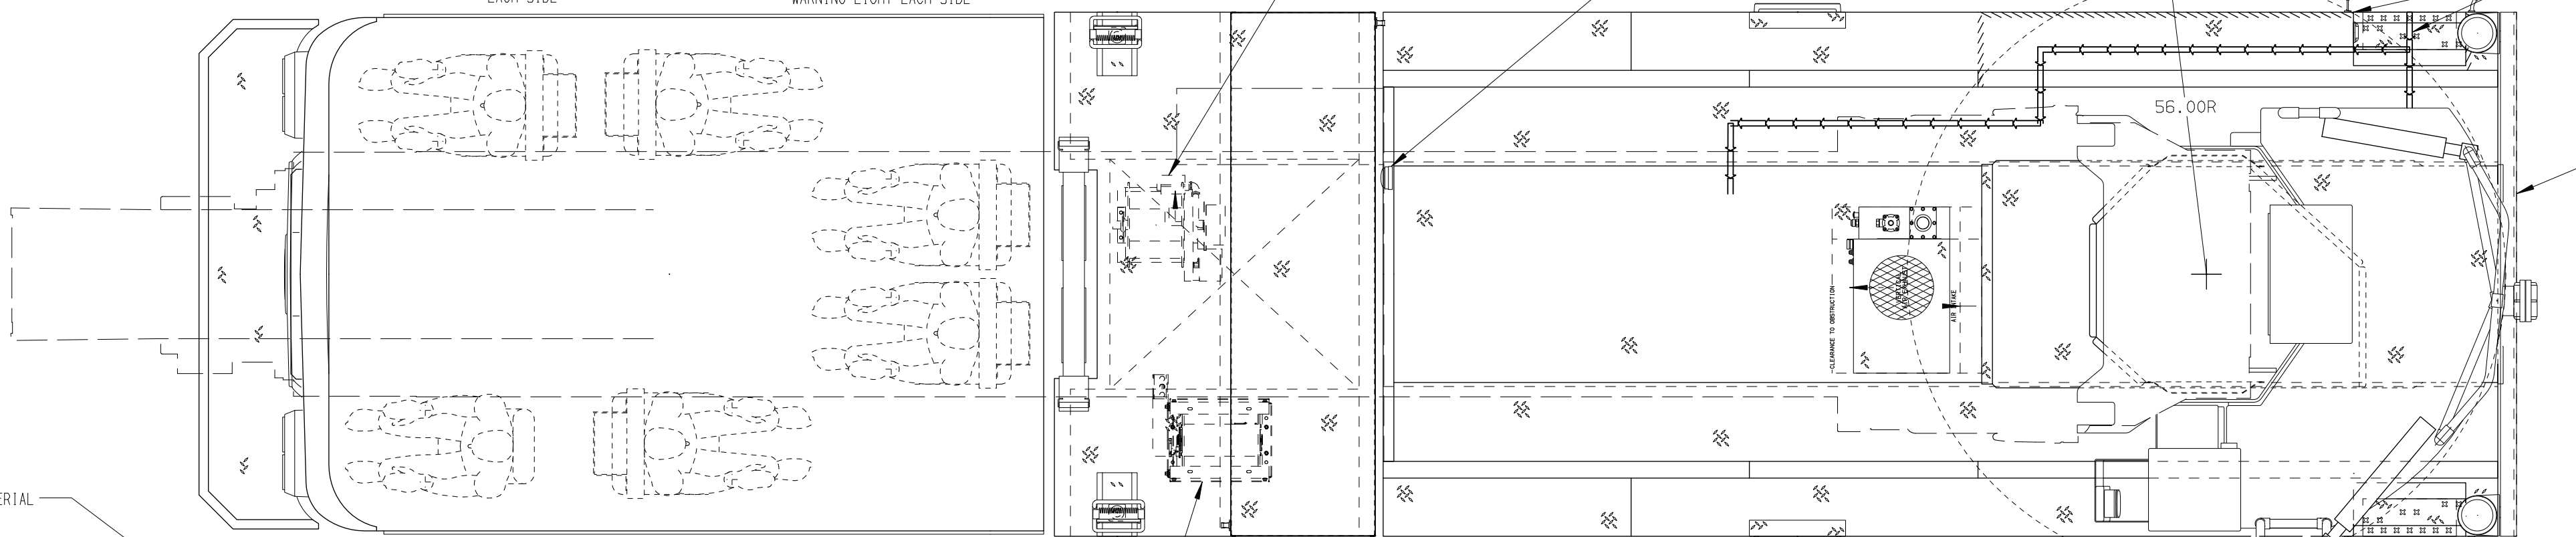 EACH SIDE
WARNING LIGHT EACH SIDE
56.00R
CLEARANCE TO OBSTRUCTION
AIR INTAKE
ERIAL